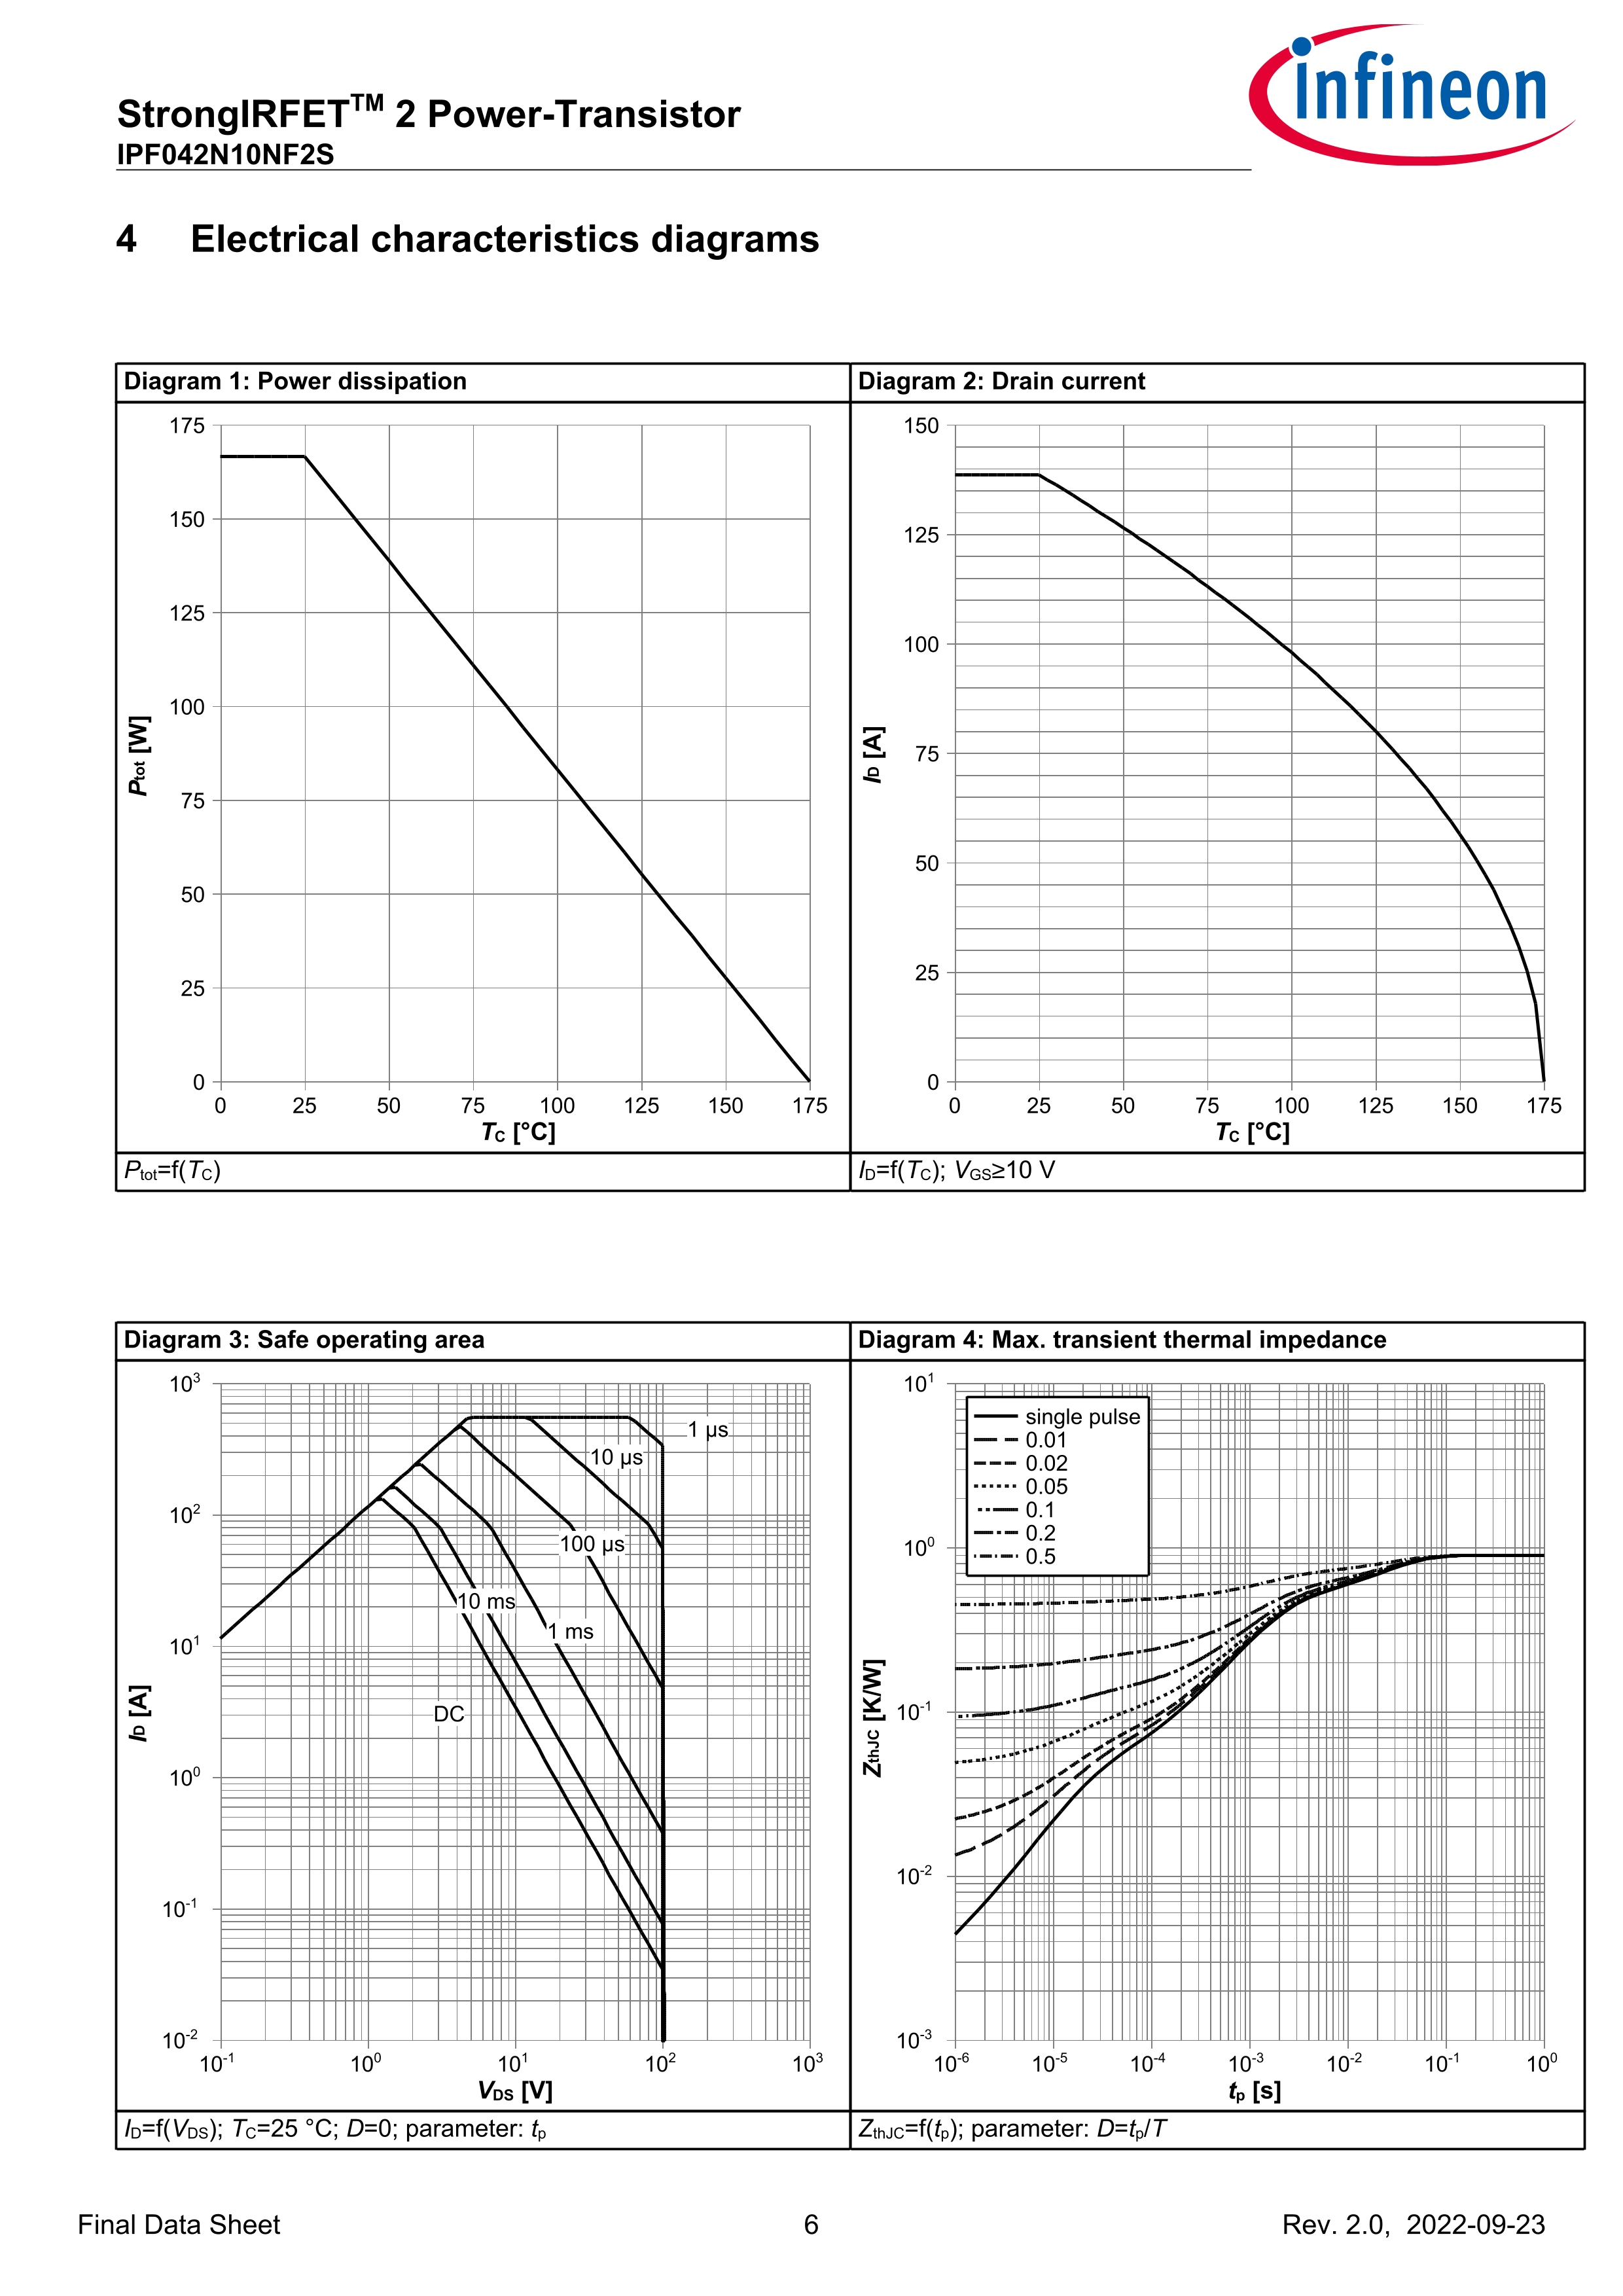 infineon
StrongIRFET™ 2 Power-Transistor
IPF042N10NF2S
4 Electrical characteristics diagrams
Diagram 1: Power dissipation
175
150
125
100
75
50
25
0
0 25 50 75 100 125 150 175
Ptot [W]
TC [°C]
Ptot=f(TC)
Diagram 2: Drain current
150
125
100
75
50
25
0
0 25 50 75 100 125 150 175
ID [A]
TC [°C]
ID=f(TC); VGS≥10 V
Diagram 3: Safe operating area
10³
10²
10¹
10⁰
10⁻¹
10⁻²
10⁻¹ 10⁰ 10¹ 10² 10³
1 µs
10 µs
100 µs
10 ms
1 ms
DC
ID [A]
VDS [V]
ID=f(VDS); TC=25 °C; D=0; parameter: tp
Diagram 4: Max. transient thermal impedance
10¹
10⁰
10⁻¹
10⁻²
10⁻³
10⁻⁶ 10⁻⁵ 10⁻⁴ 10⁻³ 10⁻² 10⁻¹ 10⁰
single pulse
0.01
0.02
0.05
0.1
0.2
0.5
ZthJC [K/W]
tp [s]
ZthJC=f(tp); parameter: D=tp/T
Final Data Sheet 6 Rev. 2.0, 2022-09-23